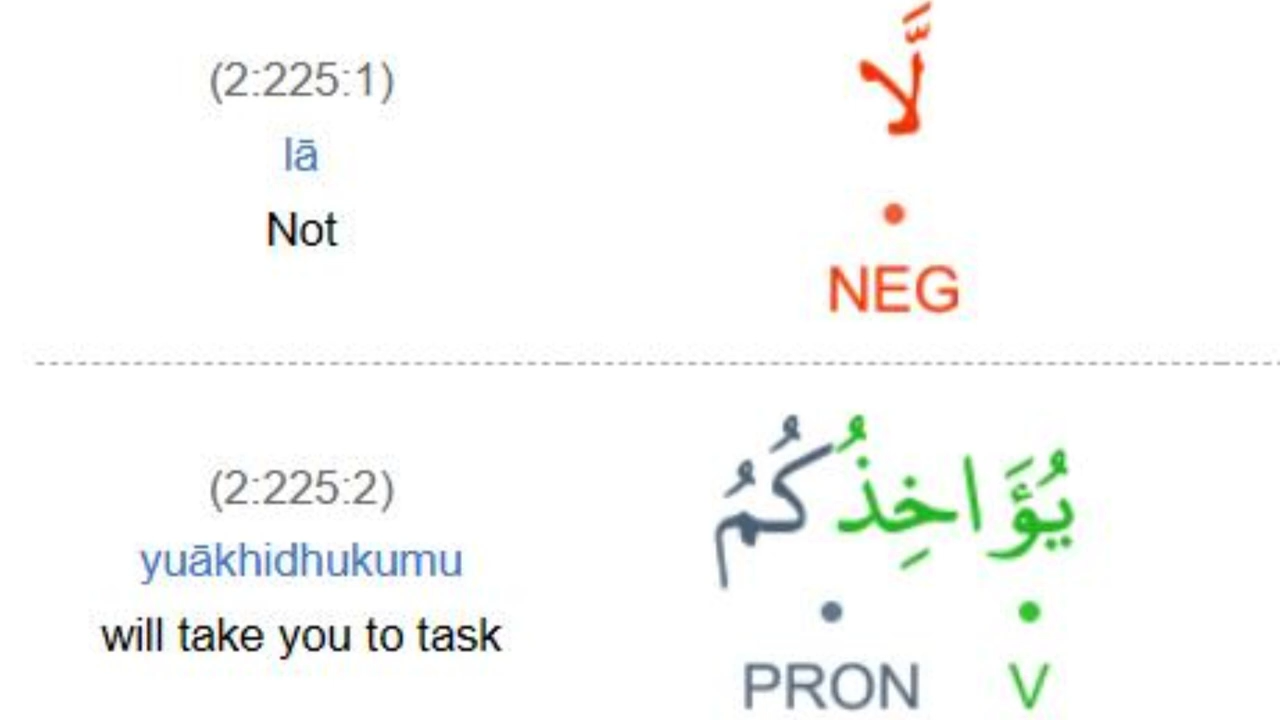 (2:225:1)
lā
Not
لَّا
NEG
(2:225:2)
yuākhidhukumu
will take you to task
يُؤَاخِذُكُمُ
PRON V